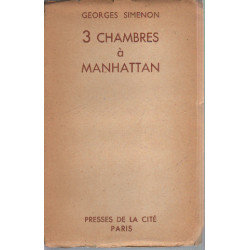 GEORGES SIMENON
3 CHAMBRES
à
MANHATTAN
PRESSES DE LA CITÉ
PARIS